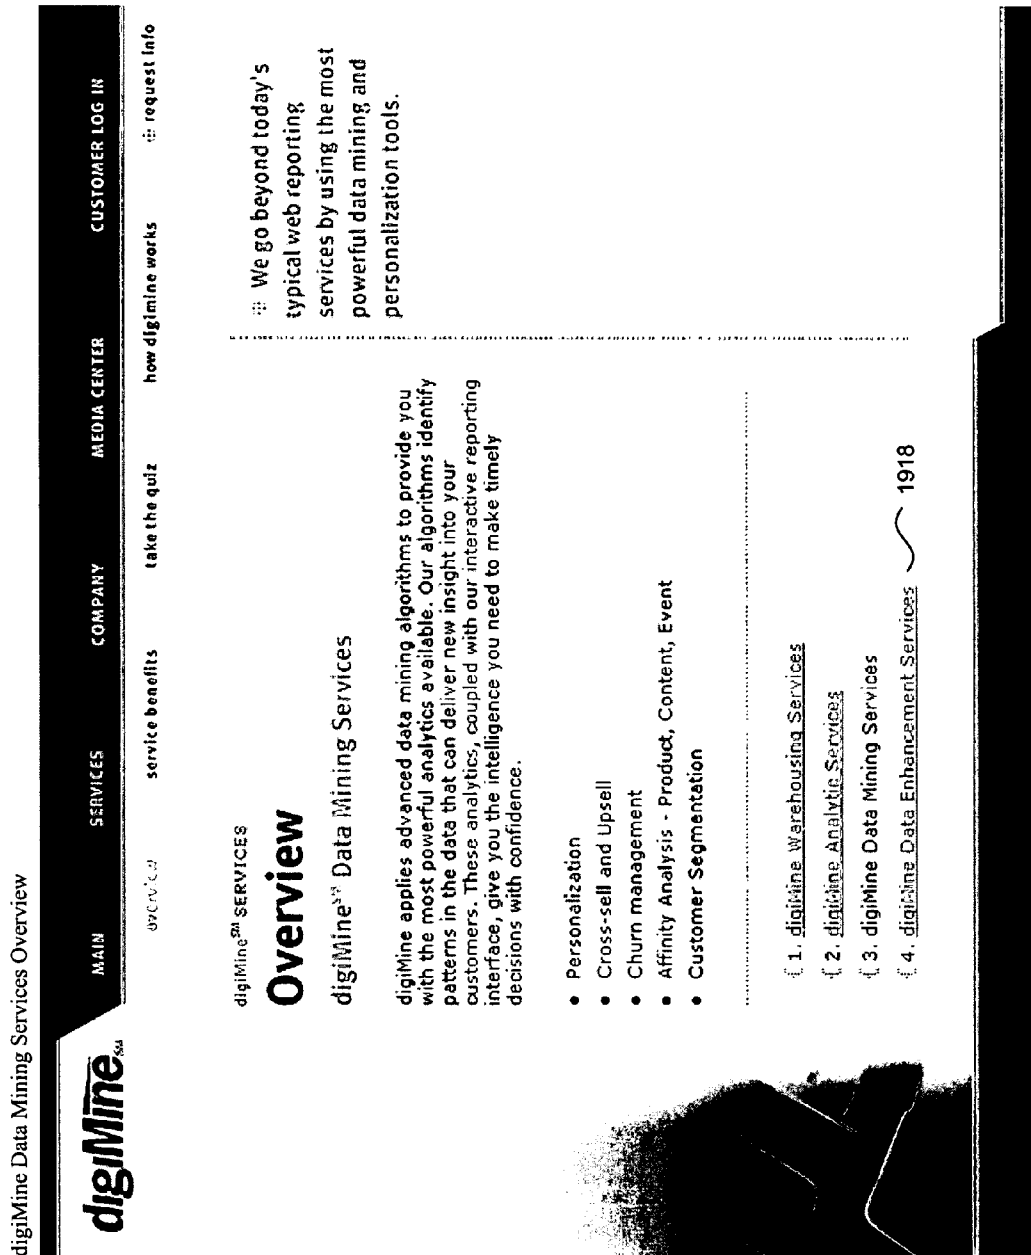 digiMine Data Mining Services Overview
digiMine SM
MAIN SERVICES COMPANY MEDIA CENTER CUSTOMER LOG IN
overview service benefits take the quiz how digimine works request info
digiMine SM SERVICES
Overview
digiMine SM Data Mining Services
digiMine applies advanced data mining algorithms to provide you
with the most powerful analytics available. Our algorithms identify
patterns in the data that can deliver new insight into your
customers. These analytics, coupled with our interactive reporting
interface, give you the intelligence you need to make timely
decisions with confidence.
• Personalization
• Cross-sell and Upsell
• Churn management
• Affinity Analysis - Product, Content, Event
• Customer Segmentation
1. digiMine Warehousing Services
2. digiMine Analytic Services
3. digiMine Data Mining Services
4. digiMine Data Enhancement Services 1918
We go beyond today's
typical web reporting
services by using the most
powerful data mining and
personalization tools.